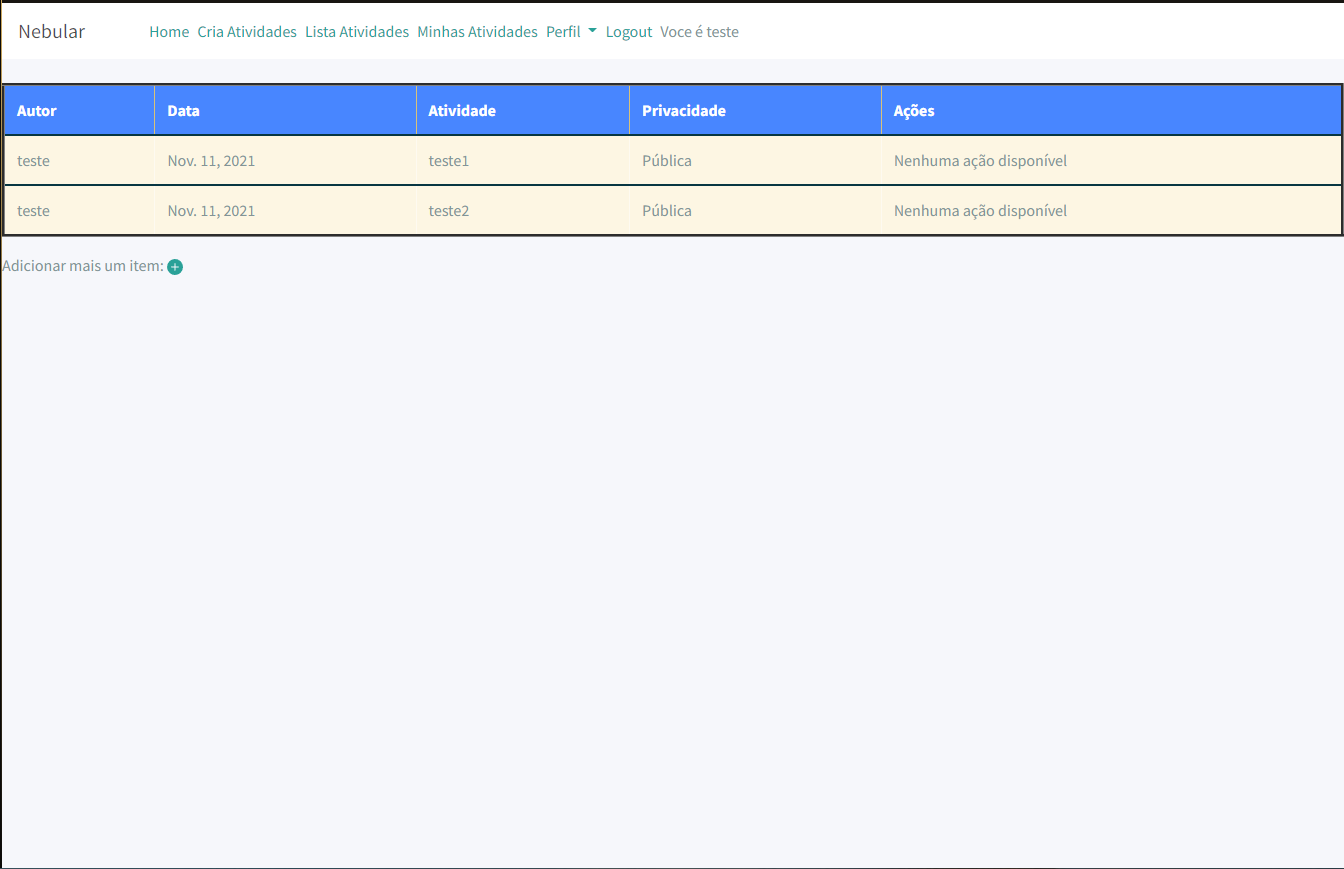 Nebular Home Cria Atividades Lista Atividades Minhas Atividades Perfil Logout Voce é teste
Autor Data Atividade Privacidade Ações
teste Nov. 11, 2021 teste1 Pública Nenhuma ação disponível
teste Nov. 11, 2021 teste2 Pública Nenhuma ação disponível
Adicionar mais um item: